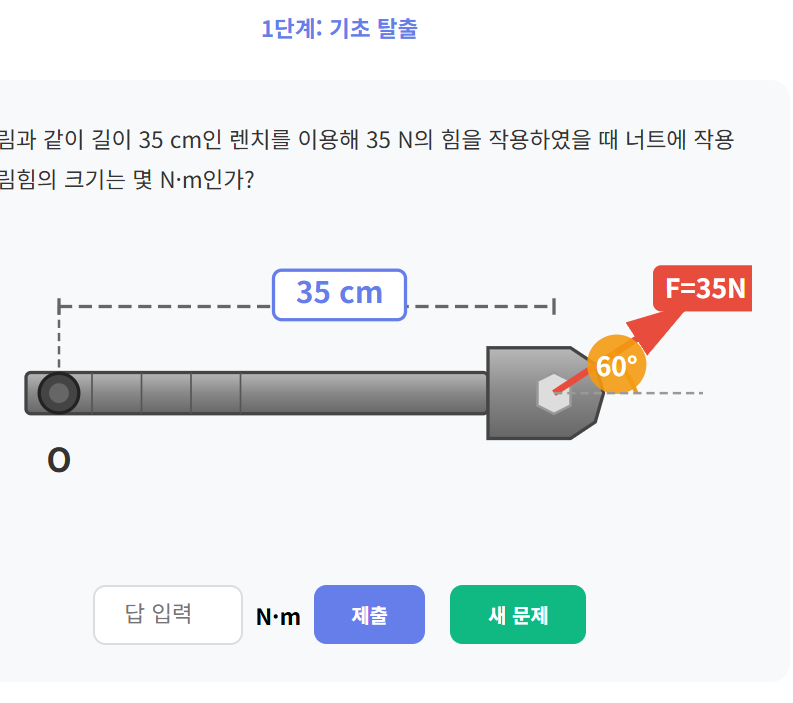 1단계: 기초 탈출
림과 같이 길이 35 cm인 렌치를 이용해 35 N의 힘을 작용하였을 때 너트에 작용
림힘의 크기는 몇 N·m인가?
35 cm
F=35N
60°
O
답 입력
N·m
제출
새 문제